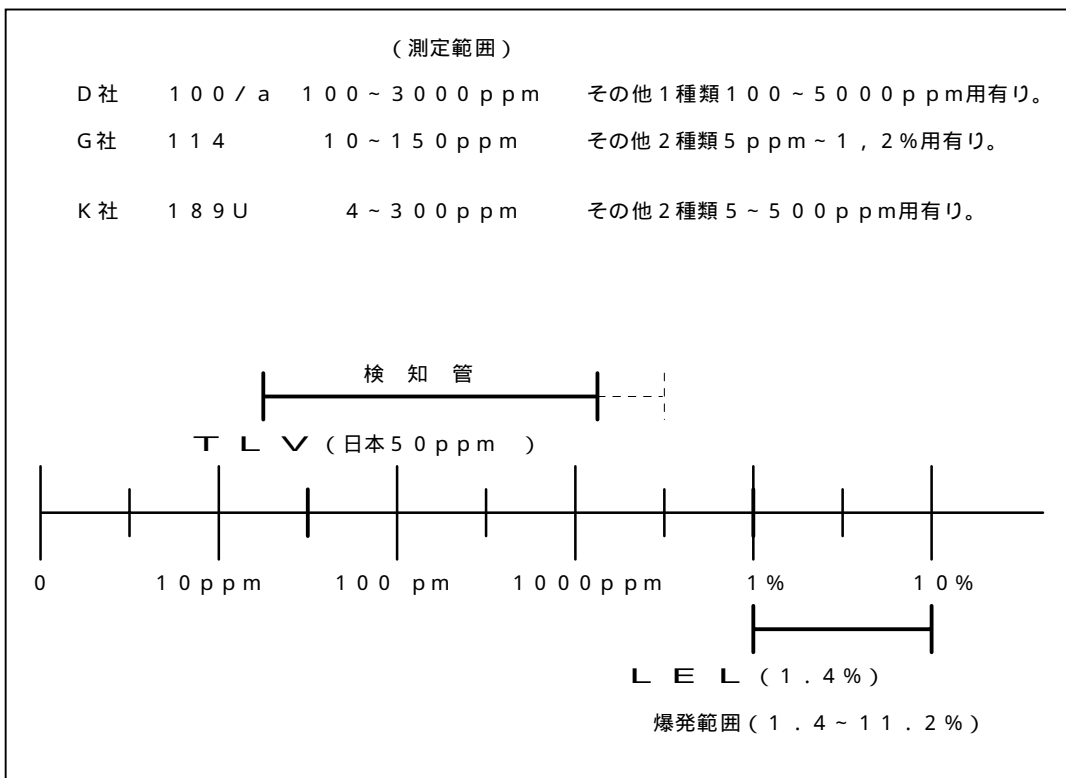 (測定範囲)
D社 100/a 100~3000ppm その他1種類100~5000ppm用有り。
G社 114 10~150ppm その他2種類5ppm~1,2%用有り。
K社 189U 4~300ppm その他2種類5~500ppm用有り。
検 知 管
TLV(日本50ppm )
0 10ppm 100 pm 1000ppm 1% 10%
LEL(1.4%)
爆発範囲(1.4~11.2%)